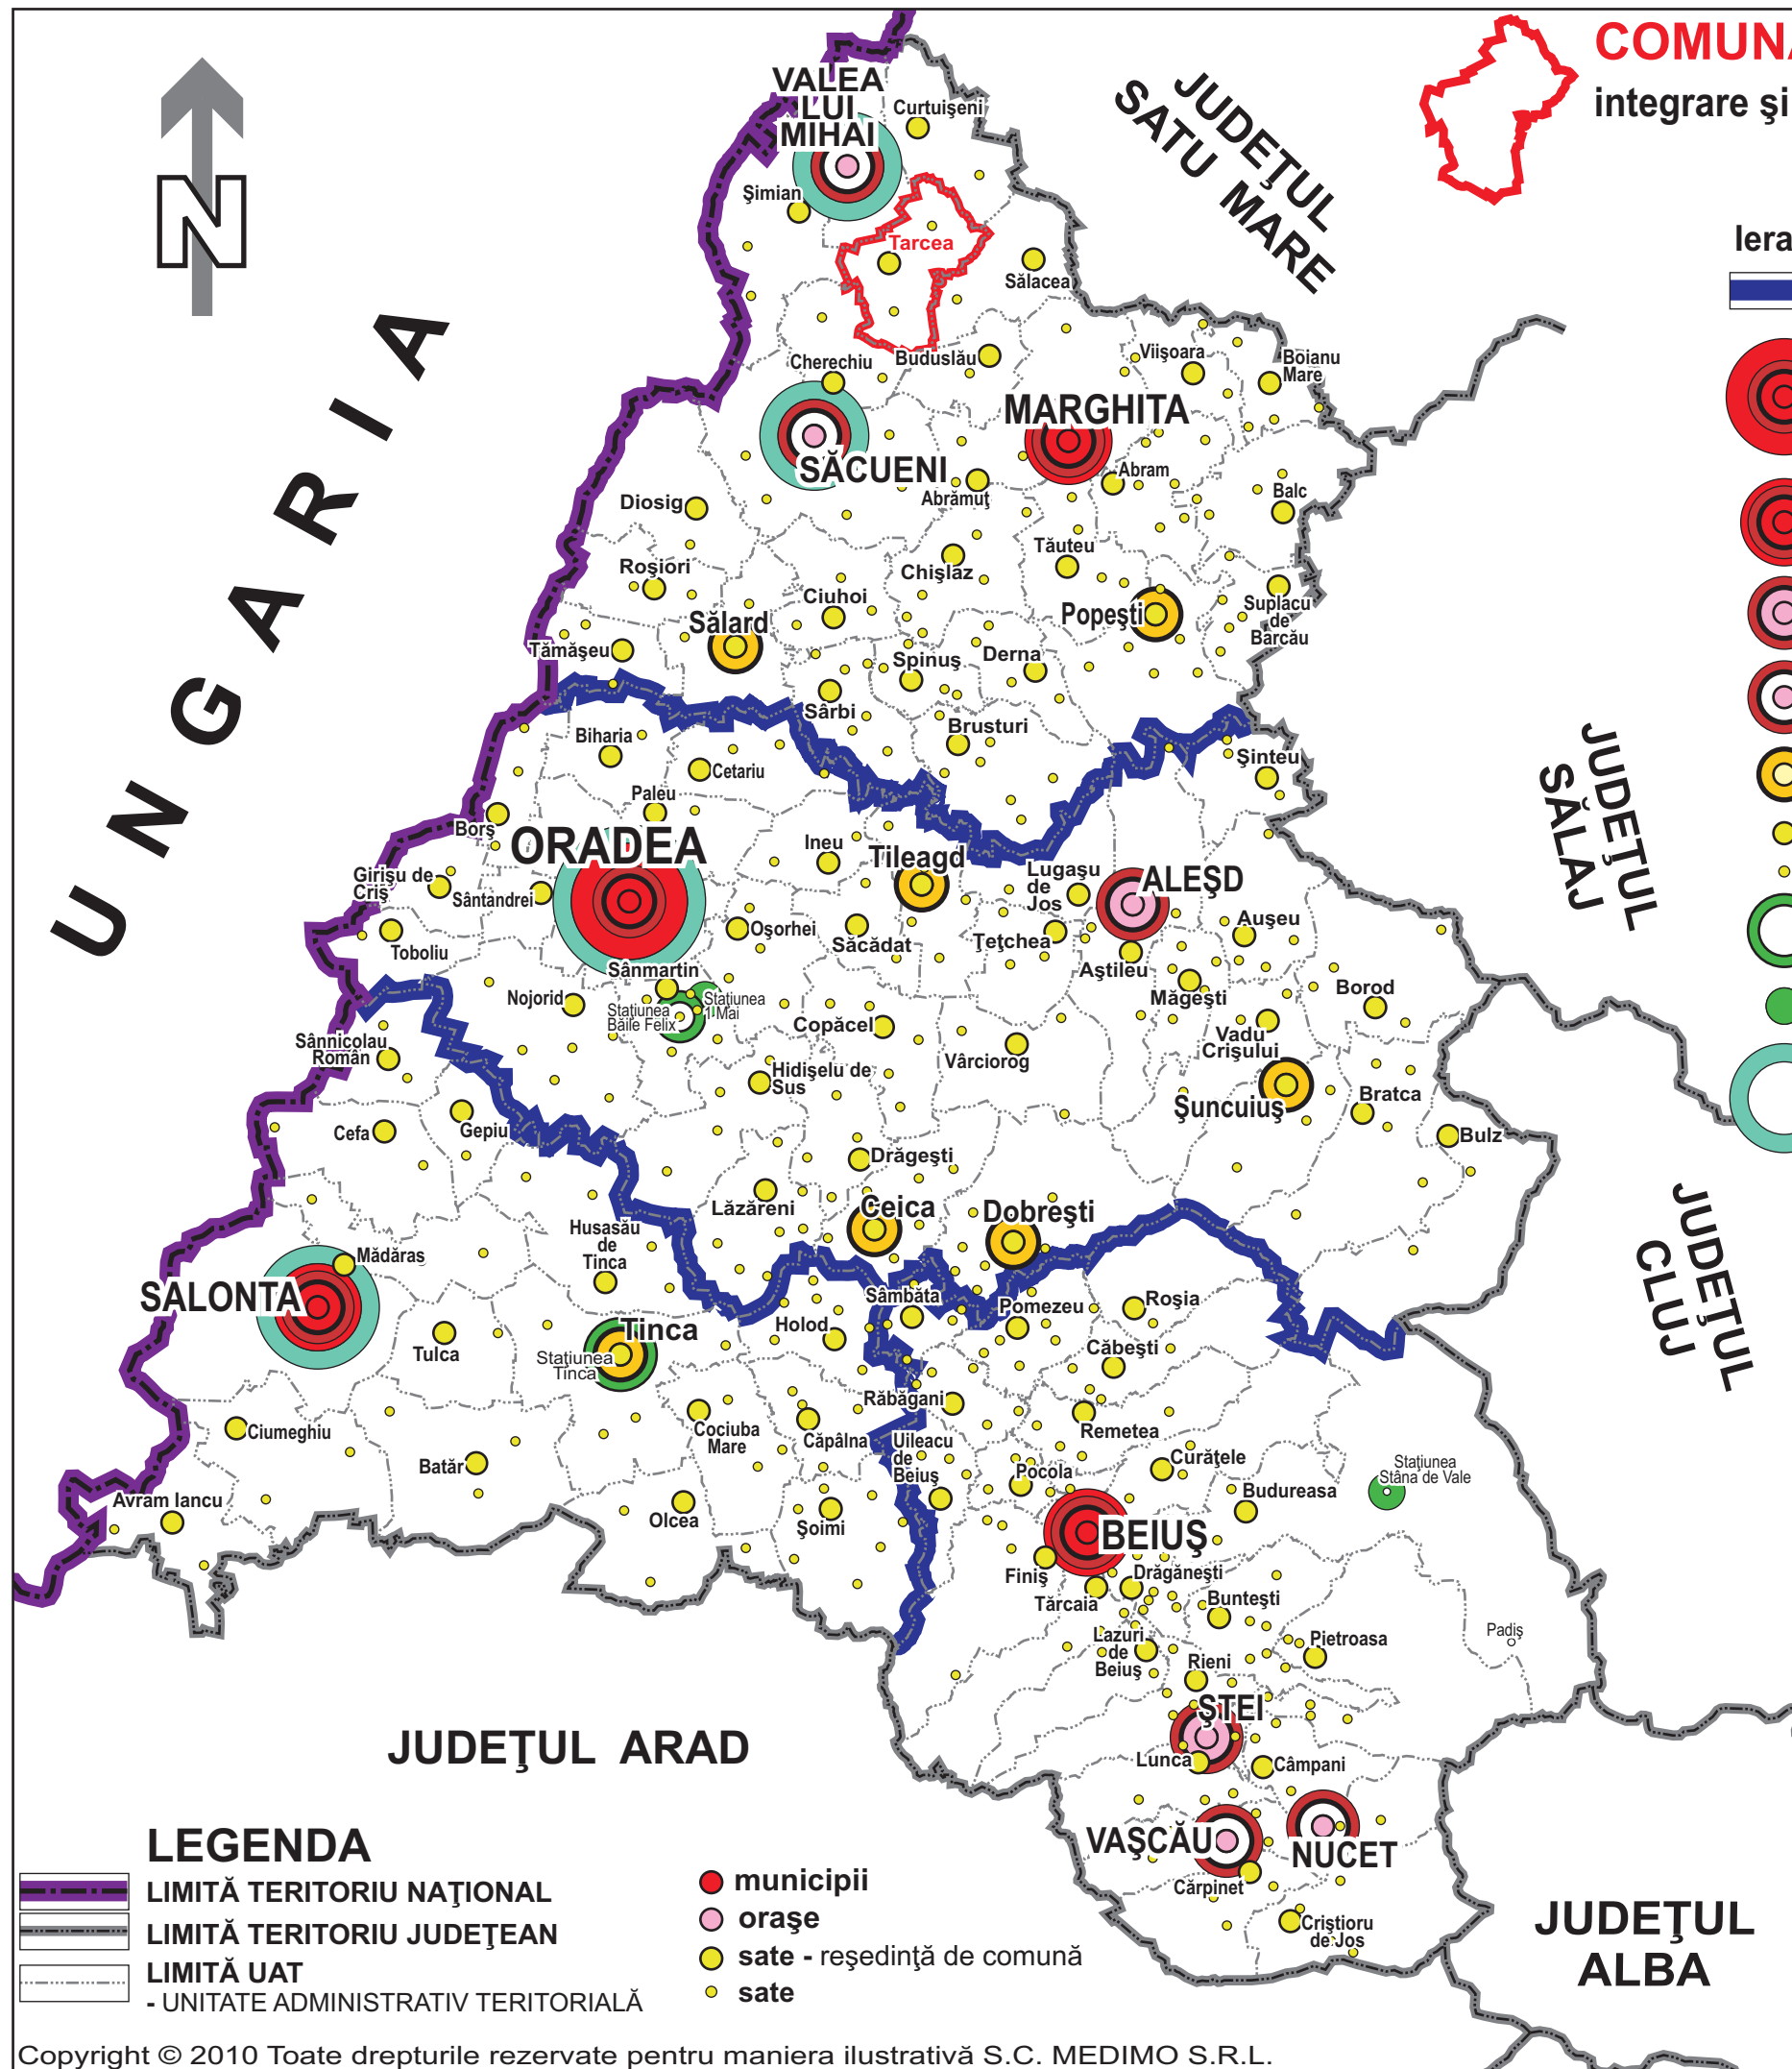 COMUNA
integrare şi
Iera
N
UNGARIA
JUDEŢUL
SATU MARE
JUDEŢUL
SĂLAJ
JUDEŢUL
CLUJ
JUDEŢUL
ALBA
JUDEŢUL ARAD
VALEA
LUI
MIHAI
Curtuişeni
Şimian
Tarcea
Sălacea
Cherechiu
Buduslău
Viişoara
Boianu
Mare
MARGHITA
SĂCUENI
Abrămuţ
Abram
Balc
Diosig
Roşiori
Chişlaz
Tăuteu
Ciuhoi
Sălard
Popeşti
Suplacu
de
Barcău
Tămăşeu
Spinuş
Derna
Sârbi
Brusturi
Biharia
Cetariu
Şinteu
Paleu
Borş
ORADEA
Ineu
Tileagd
Lugaşu
de
Jos
ALEŞD
Girişu de
Criş
Sântandrei
Toboliu
Oşorhei
Săcădat
Ţeţchea
Auşeu
Aştileu
Sânmartin
Staţiunea
Băile Felix
Staţiunea
1 Mai
Nojorid
Măgeşti
Borod
Copăcel
Vadu
Crişului
Sânnicolau
Român
Vârciorog
Hidişelu de
Sus
Şuncuiuş
Bratca
Cefa
Gepiu
Bulz
Drăgeşti
Lăzăreni
Ceica
Dobreşti
Husasău
de
Tinca
Mădăras
SALONTA
Sâmbăta
Pomezeu
Roşia
Tinca
Staţiunea
Tinca
Holod
Tulca
Căbeşti
Răbăgani
Ciumeghiu
Cociuba
Mare
Căpâlna
Uileacu
de
Beiuş
Remetea
Batăr
Pocola
Curăţele
Staţiunea
Stâna de Vale
Budureasa
Avram Iancu
Olcea
Şoimi
BEIUŞ
Finiş
Drăgăneşti
Tărcaia
Bunteşti
Lazuri
de
Beiuş
Pietroasa
Padiş
Rieni
ŞTEI
Lunca
Câmpani
VAŞCĂU
NUCET
Cărpinet
Criştioru
de Jos
LEGENDA
LIMITĂ TERITORIU NAŢIONAL
LIMITĂ TERITORIU JUDEŢEAN
LIMITĂ UAT
- UNITATE ADMINISTRATIV TERITORIALĂ
municipii
oraşe
sate - reşedinţă de comună
sate
Copyright © 2010 Toate drepturile rezervate pentru maniera ilustrativă S.C. MEDIMO S.R.L.